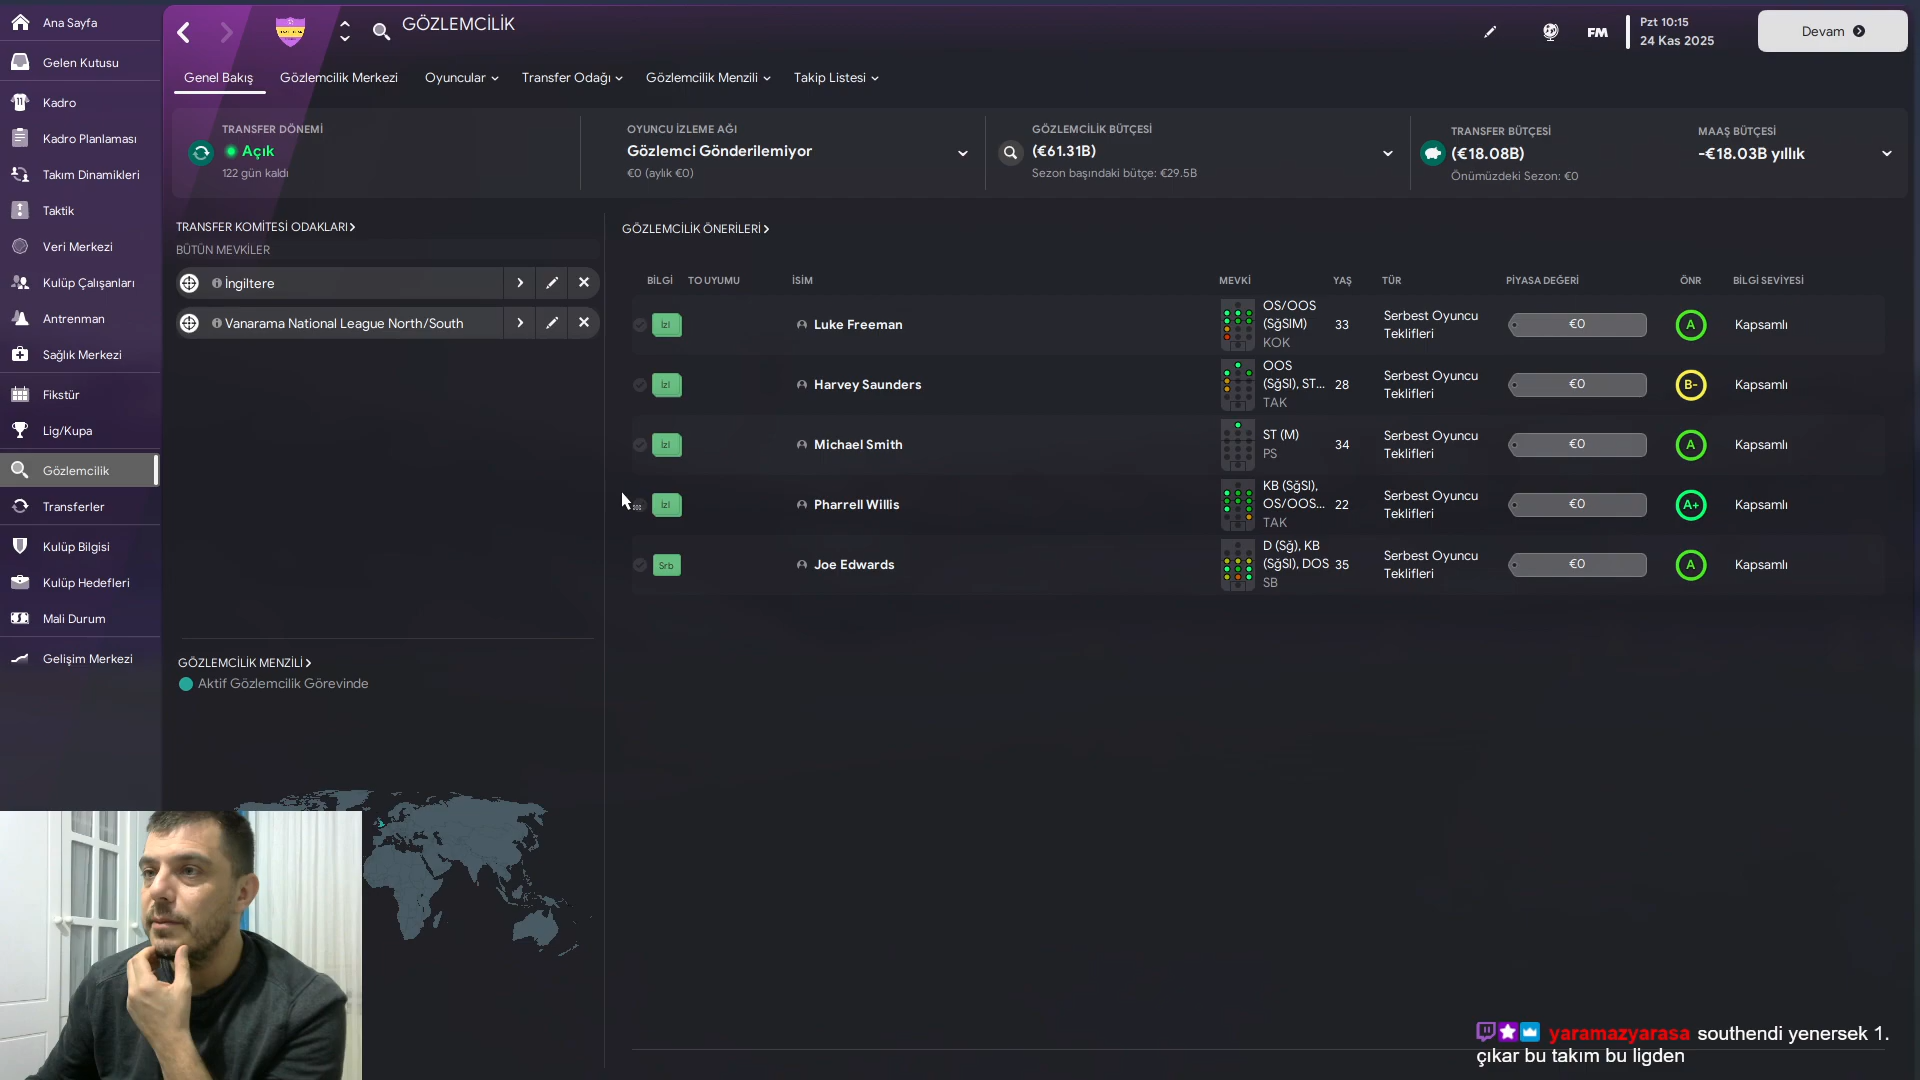 Ana Sayfa
Gelen Kutusu
Kadro
Kadro Planlaması
Takım Dinamikleri
Taktik
Veri Merkezi
Kulüp Çalışanları
Antrenman
Sağlık Merkezi
Fikstür
Lig/Kupa
Gözlemcilik
Transferler
Kulüp Bilgisi
Kulüp Hedefleri
Mali Durum
Gelişim Merkezi
GÖZLEMCİLİK
FM
Pzt 10:15
24 Kas 2025
Devam
Genel Bakış Gözlemcilik Merkezi Oyuncular Transfer Odağı Gözlemcilik Menzili Takip Listesi
TRANSFER DÖNEMİ
Açık
122 gün kaldı
OYUNCU İZLEME AĞI
Gözlemci Gönderilemiyor
€0 (aylık €0)
GÖZLEMCİLİK BÜTÇESİ
(€61.31B)
Sezon başındaki bütçe: €29.5B
TRANSFER BÜTÇESİ
(€18.08B)
Önümüzdeki Sezon: €0
MAAŞ BÜTÇESİ
-€18.03B yıllık
TRANSFER KOMİTESİ ODAKLARI
BÜTÜN MEVKİLER
İngiltere
Vanarama National League North/South
GÖZLEMCİLİK MENZİLİ
Aktif Gözlemcilik Görevinde
GÖZLEMCİLİK ÖNERİLERİ
BİLGİ TO UYUMU İSİM MEVKİ YAŞ TÜR PİYASA DEĞERİ ÖNR BİLGİ SEVİYESİ
İzl Luke Freeman OS/OOS (SğSlM) KOK 33 Serbest Oyuncu Teklifleri €0 A Kapsamlı
İzl Harvey Saunders OOS (SğSl), ST... TAK 28 Serbest Oyuncu Teklifleri €0 B- Kapsamlı
İzl Michael Smith ST (M) PS 34 Serbest Oyuncu Teklifleri €0 A Kapsamlı
İzl Pharrell Willis KB (SğSl), OS/OOS... TAK 22 Serbest Oyuncu Teklifleri €0 A+ Kapsamlı
Srb Joe Edwards D (Sğ), KB (SğSl), DOS SB 35 Serbest Oyuncu Teklifleri €0 A Kapsamlı
yaramazyarasa southendi yenersek 1.
çıkar bu takım bu ligden